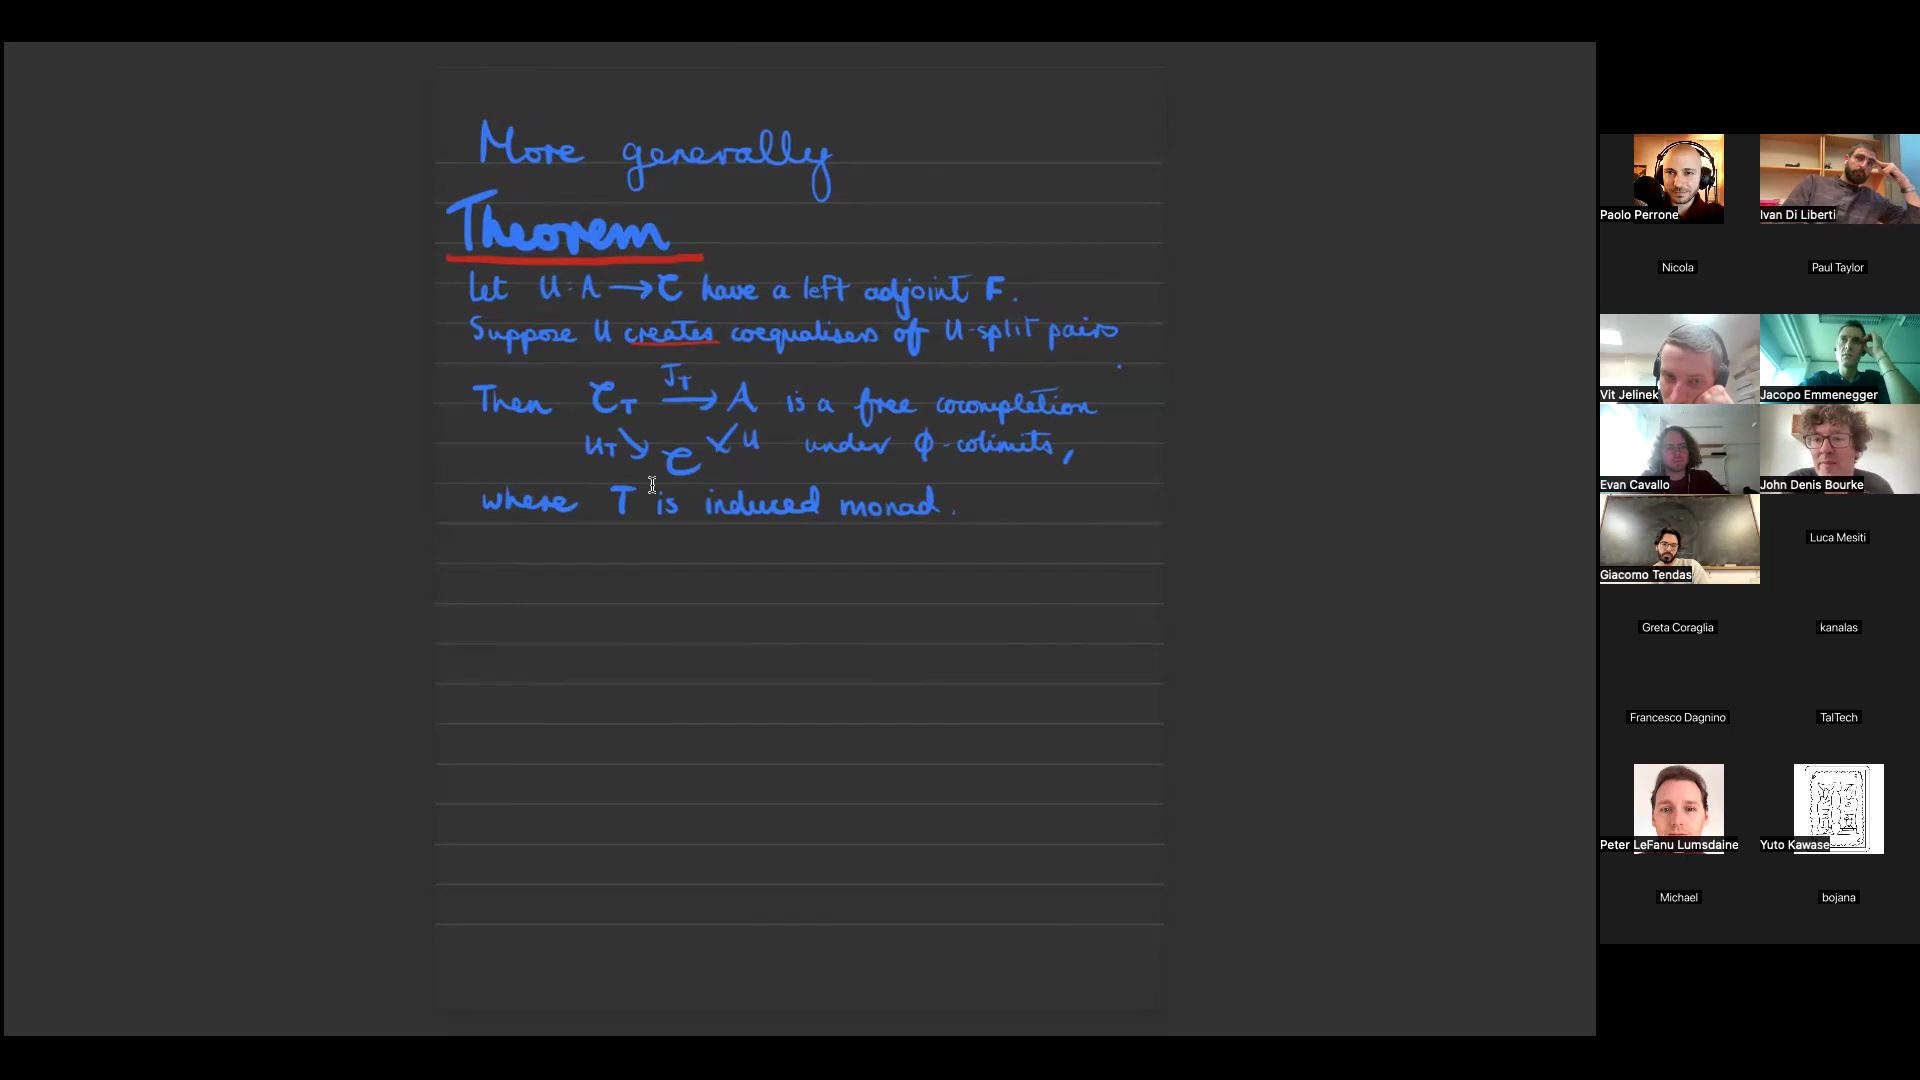 More generally
Theorem
Let U: A → C have a left adjoint F.
Suppose U creates coequalisers of U-split pairs.
Then C_T —J_T→ A is a free cocompletion
U_T ↘ C ↙ U under Φ-colimits,
where T is induced monad.
Paolo Perrone
Ivan Di Liberti
Nicola
Paul Taylor
Vit Jelinek
Jacopo Emmenegger
Evan Cavallo
John Denis Bourke
Giacomo Tendas
Luca Mesiti
Greta Coraglia
kanalas
Francesco Dagnino
TalTech
Peter LeFanu Lumsdaine
Yuto Kawase
Michael
bojana